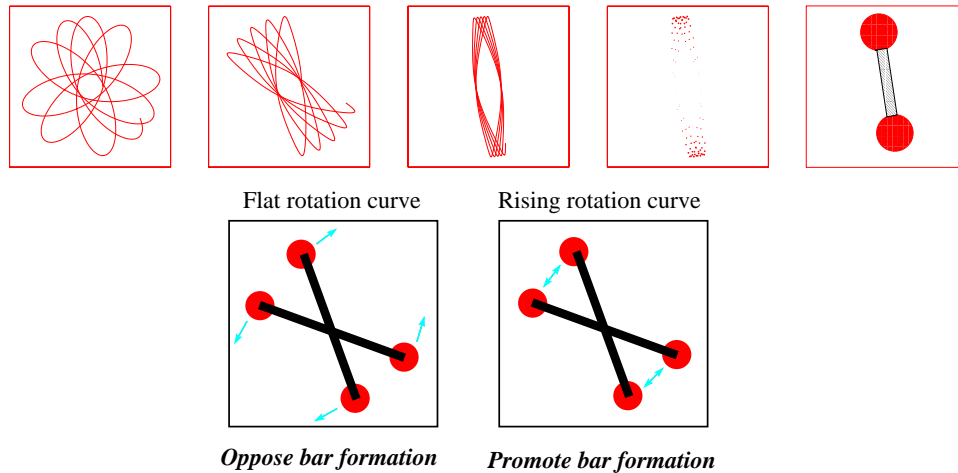 Flat rotation curve
Rising rotation curve
Oppose bar formation
Promote bar formation